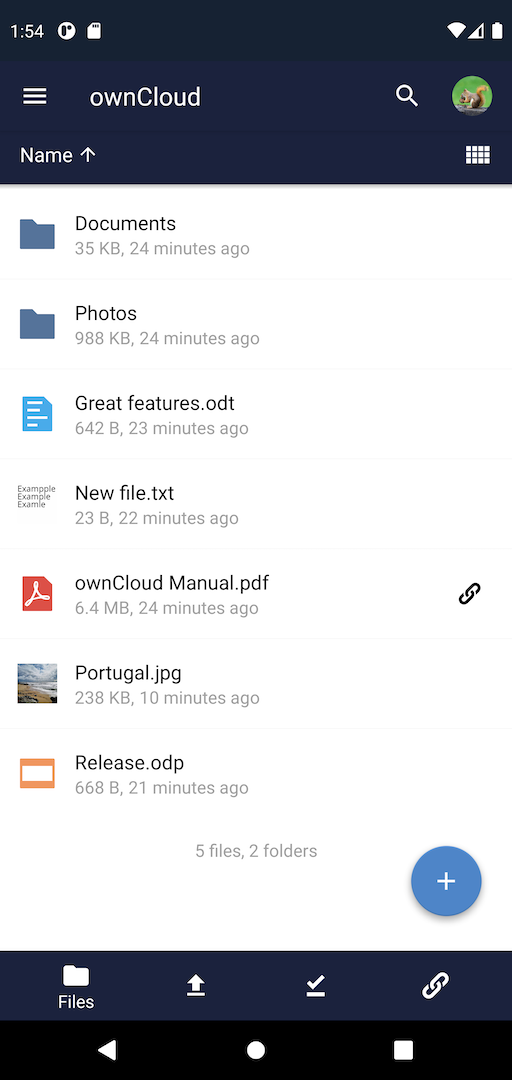 1:54
ownCloud
Name
Documents
35 KB, 24 minutes ago
Photos
988 KB, 24 minutes ago
Great features.odt
642 B, 23 minutes ago
Exampple
Example
Examle
New file.txt
23 B, 22 minutes ago
ownCloud Manual.pdf
6.4 MB, 24 minutes ago
Portugal.jpg
238 KB, 10 minutes ago
Release.odp
668 B, 21 minutes ago
5 files, 2 folders
Files